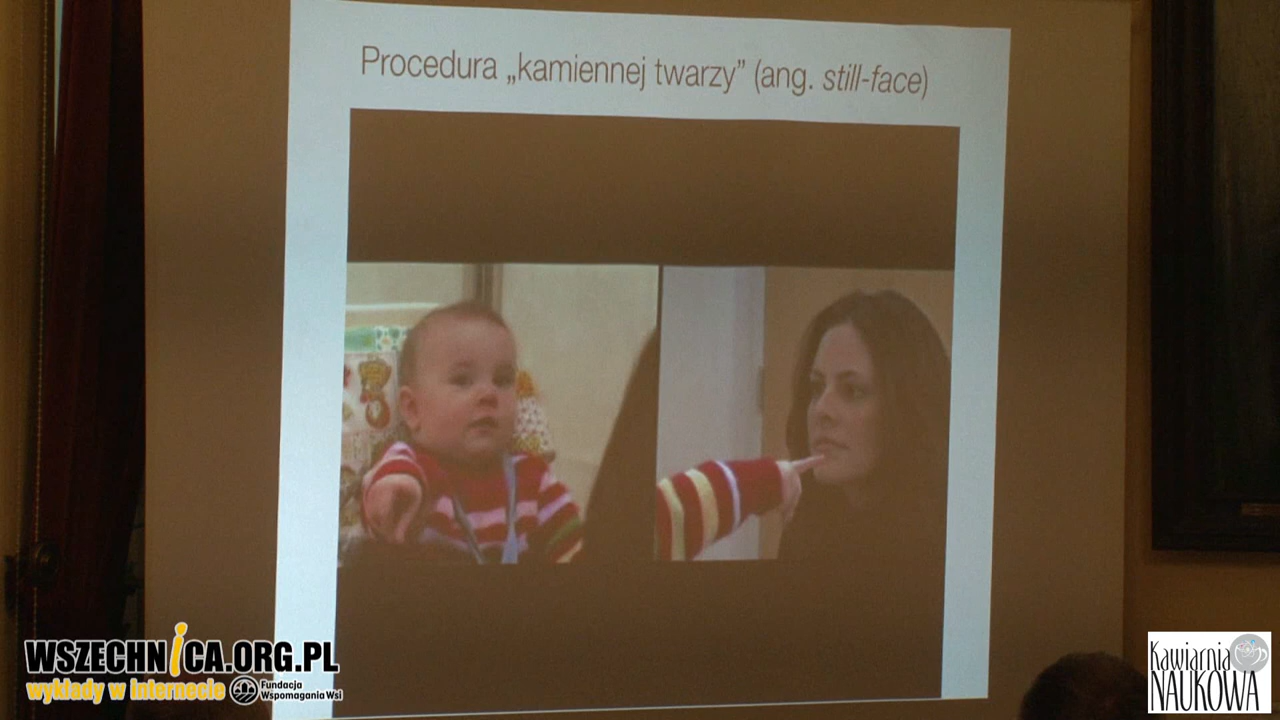 Procedura „kamiennej twarzy” (ang. still-face)
WSZECHNICA.ORG.PL
wykłady w internecie
Fundacja
Wspomagania Wsi
Kawiarnia
NAUKOWA